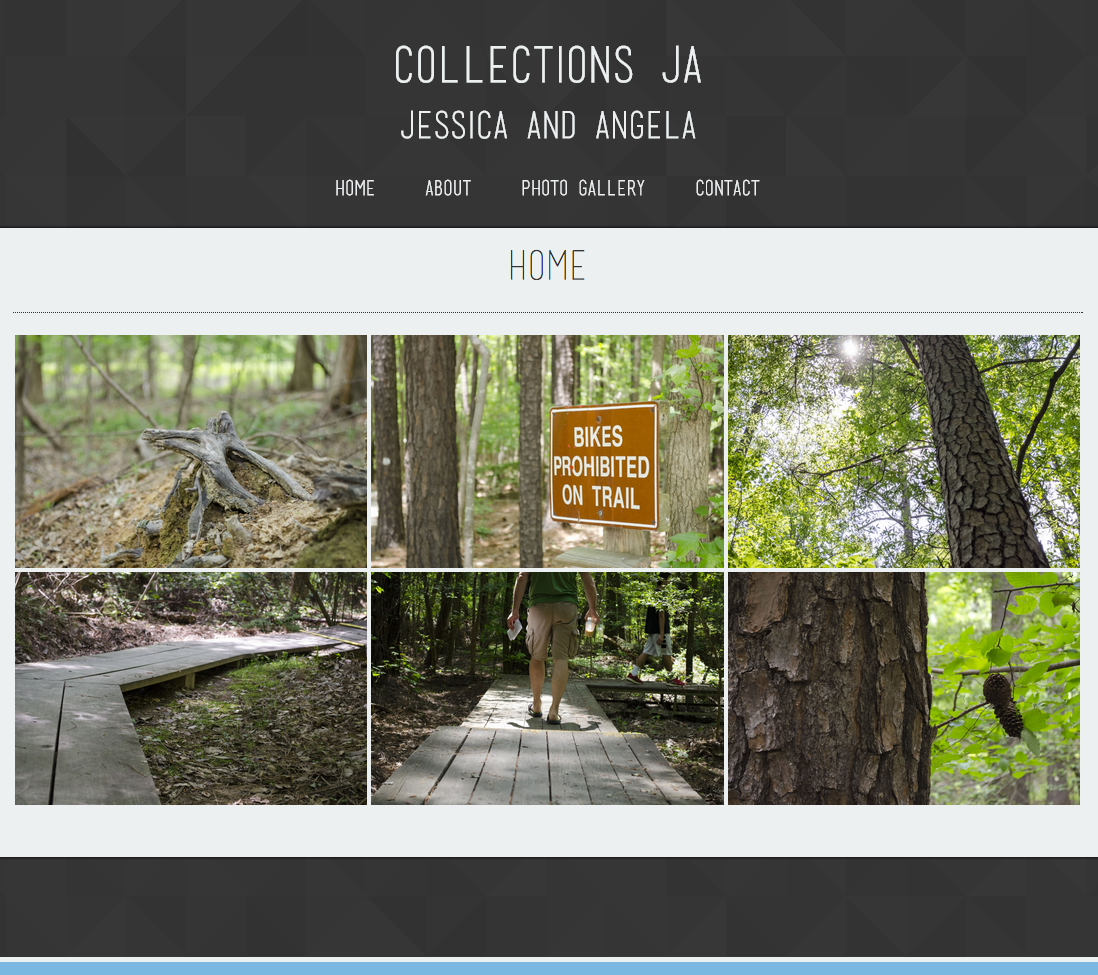 COLLECTIONS JA
JESSICA AND ANGELA
HOME ABOUT PHOTO GALLERY CONTACT
HOME
BIKES
PROHIBITED
ON TRAIL